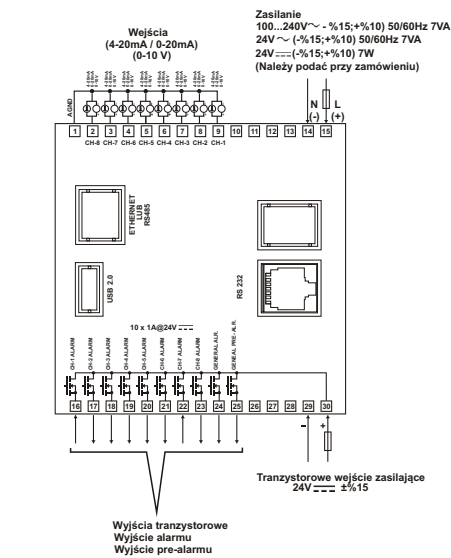 Zasilanie
100...240V - %15;+%10) 50/60Hz 7VA
24V (-%15;+%10) 50/60Hz 7VA
24V (-%15;+%10) 7W
(Należy podać przy zamówieniu)
Wejścia
(4-20mA / 0-20mA)
(0-10 V)
AGND
N L
(-) (+)
1 2 3 4 5 6 7 8 9 10 11 12 13 14 15
CH-8 CH-7 CH-6 CH-5 CH-4 CH-3 CH-2 CH-1
ETHERNET
LUB
RS485
USB 2.0
RS 232
10 x 1A@24V
CH-1 ALARM
CH-2 ALARM
CH-3 ALARM
CH-4 ALARM
CH-5 ALARM
CH-6 ALARM
CH-7 ALARM
CH-8 ALARM
GENERAL ALR.
GENEAL PRE - ALR.
16 17 18 19 20 21 22 23 24 25 26 27 28 29 30
- +
Tranzystorowe wejście zasilające
24V ±%15
Wyjścia tranzystorowe
Wyjście alarmu
Wyjście pre-alarmu